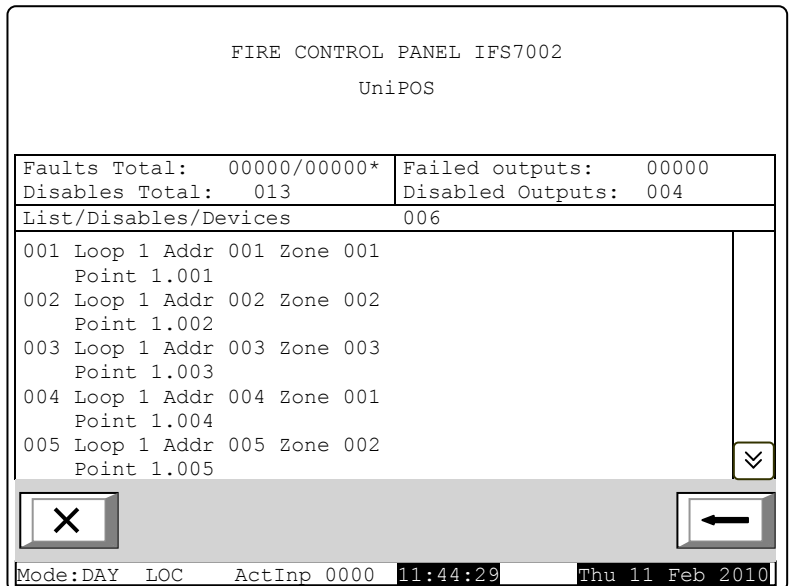 FIRE CONTROL PANEL IFS7002
UniPOS
Faults Total: 00000/00000* Failed outputs: 00000
Disables Total: 013 Disabled Outputs: 004
List/Disables/Devices 006
001 Loop 1 Addr 001 Zone 001
Point 1.001
002 Loop 1 Addr 002 Zone 002
Point 1.002
003 Loop 1 Addr 003 Zone 003
Point 1.003
004 Loop 1 Addr 004 Zone 001
Point 1.004
005 Loop 1 Addr 005 Zone 002
Point 1.005
Mode:DAY LOC ActInp 0000 11:44:29 Thu 11 Feb 2010